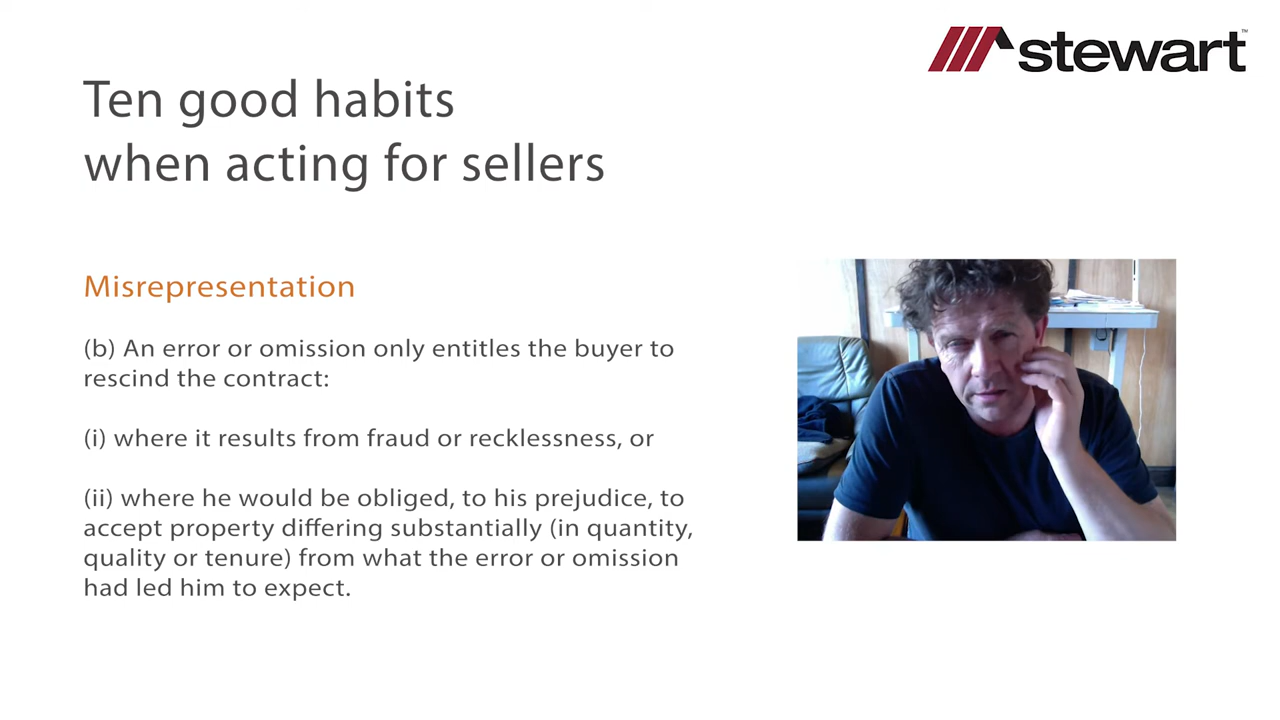 stewart™
Ten good habits
when acting for sellers
Misrepresentation
(b) An error or omission only entitles the buyer to
rescind the contract:
(i) where it results from fraud or recklessness, or
(ii) where he would be obliged, to his prejudice, to
accept property differing substantially (in quantity,
quality or tenure) from what the error or omission
had led him to expect.